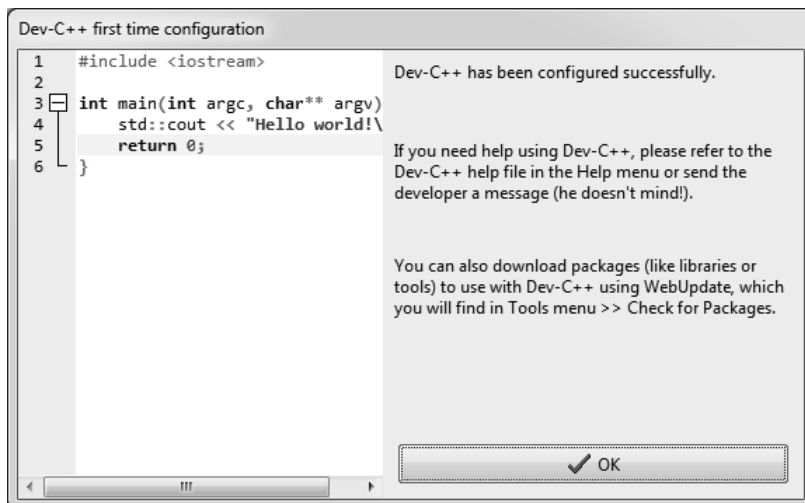 Dev-C++ first time configuration
1 #include <iostream>
2
3 int main(int argc, char** argv)
4 std::cout << "Hello world!\
5 return 0;
6 }
Dev-C++ has been configured successfully.
If you need help using Dev-C++, please refer to the
Dev-C++ help file in the Help menu or send the
developer a message (he doesn't mind!).
You can also download packages (like libraries or
tools) to use with Dev-C++ using WebUpdate, which
you will find in Tools menu >> Check for Packages.
OK